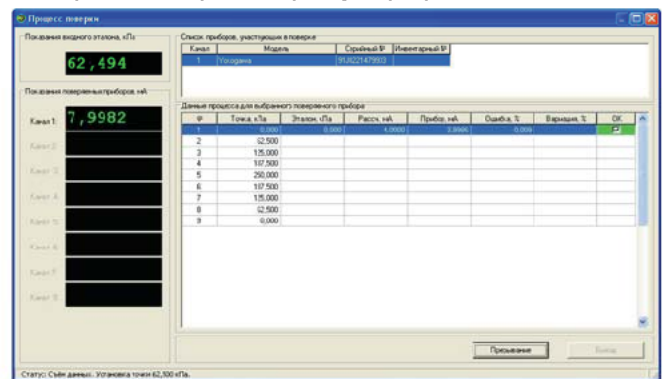 Процесс поверки
Показания входного эталона, кПа
62,494
Показания поверяемых приборов, мА
Канал 1: 7,9982
Канал 2:
Канал 3:
Канал 4:
Канал 5:
Канал 6:
Канал 7:
Канал 8:
Список приборов, участвующих в поверке
Канал Модель Серийный № Инвентарный №
1 Yokogawa
Данные процесса для выбранного поверяемого прибора
№ Точка, кПа Эталон, кПа Рассч, мА Прибор, мА Ошибка, % Вариация, % ОК
1 0,000 0,000 4,0000
2 62,500
3 125,000
4 187,500
5 250,000
6 187,500
7 125,000
8 62,500
9 0,000
Прерывание
Статус: Съём данных. Установка точки 62,500 кПа.